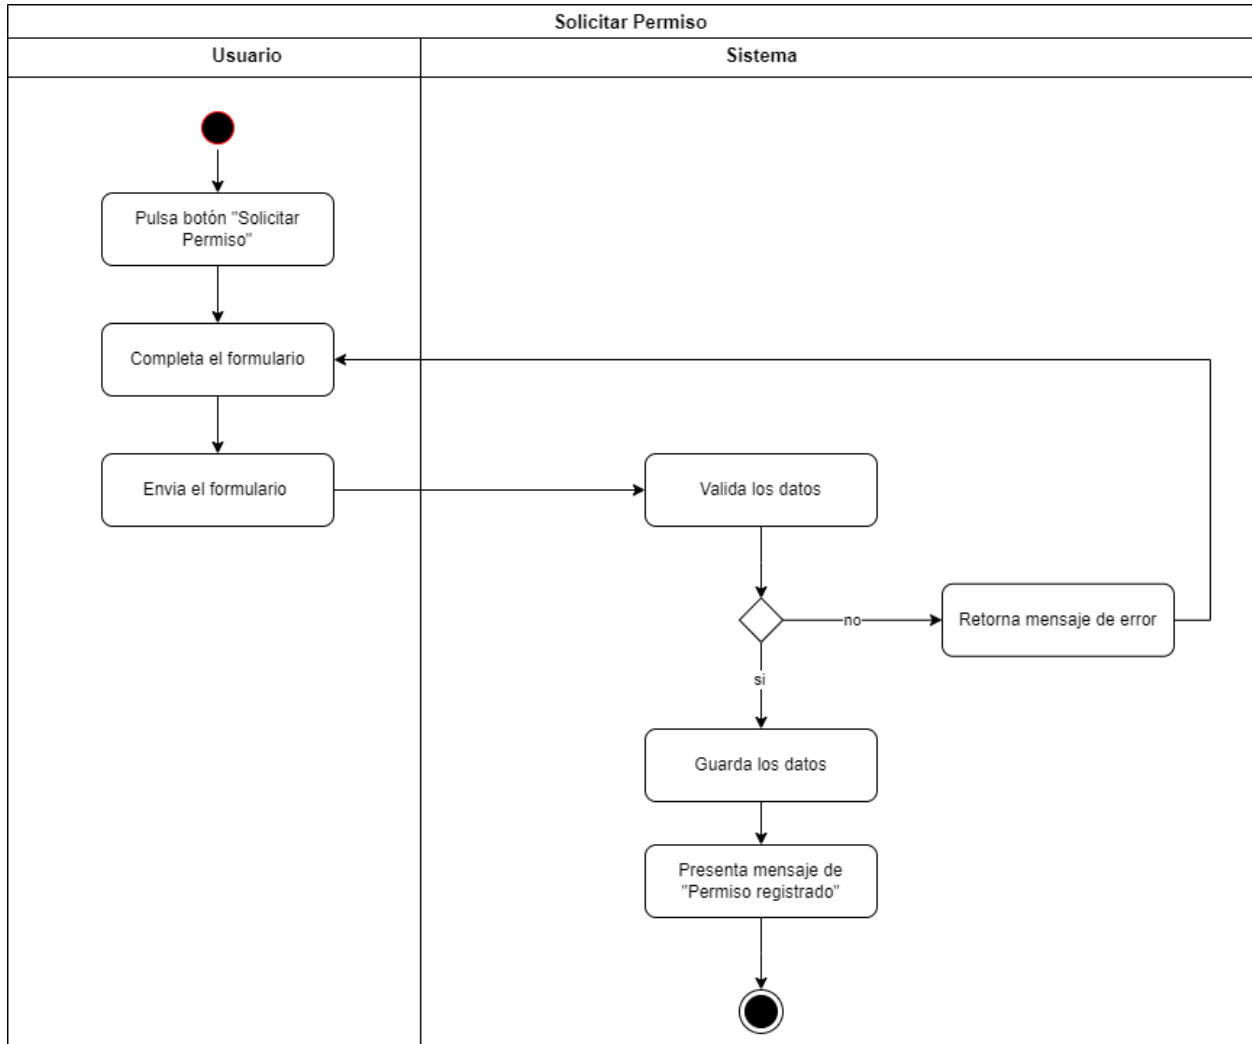 Solicitar Permiso
Usuario
Sistema
Pulsa botón "Solicitar
Permiso"
Completa el formulario
Envia el formulario
Valida los datos
no
Retorna mensaje de error
si
Guarda los datos
Presenta mensaje de
"Permiso registrado"